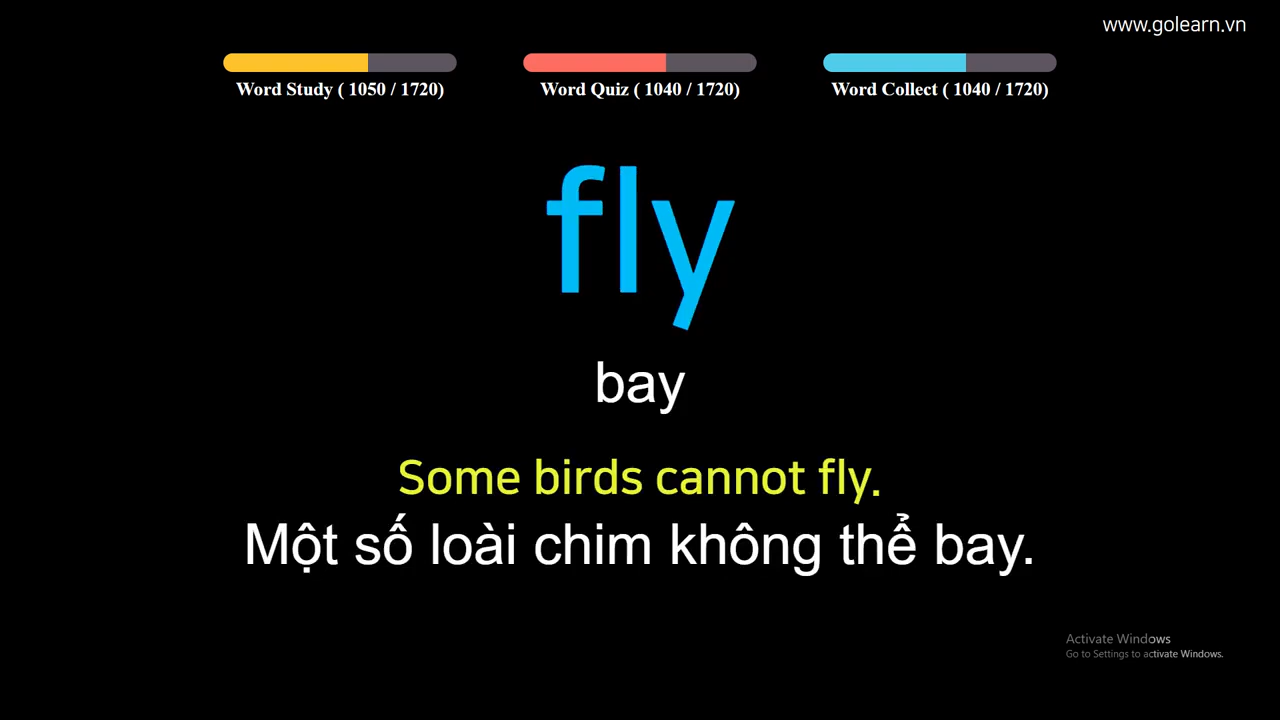 www.golearn.vn
Word Study ( 1050 / 1720)
Word Quiz ( 1040 / 1720)
Word Collect ( 1040 / 1720)
fly
bay
Some birds cannot fly.
Một số loài chim không thể bay.
Activate Windows
Go to Settings to activate Windows.